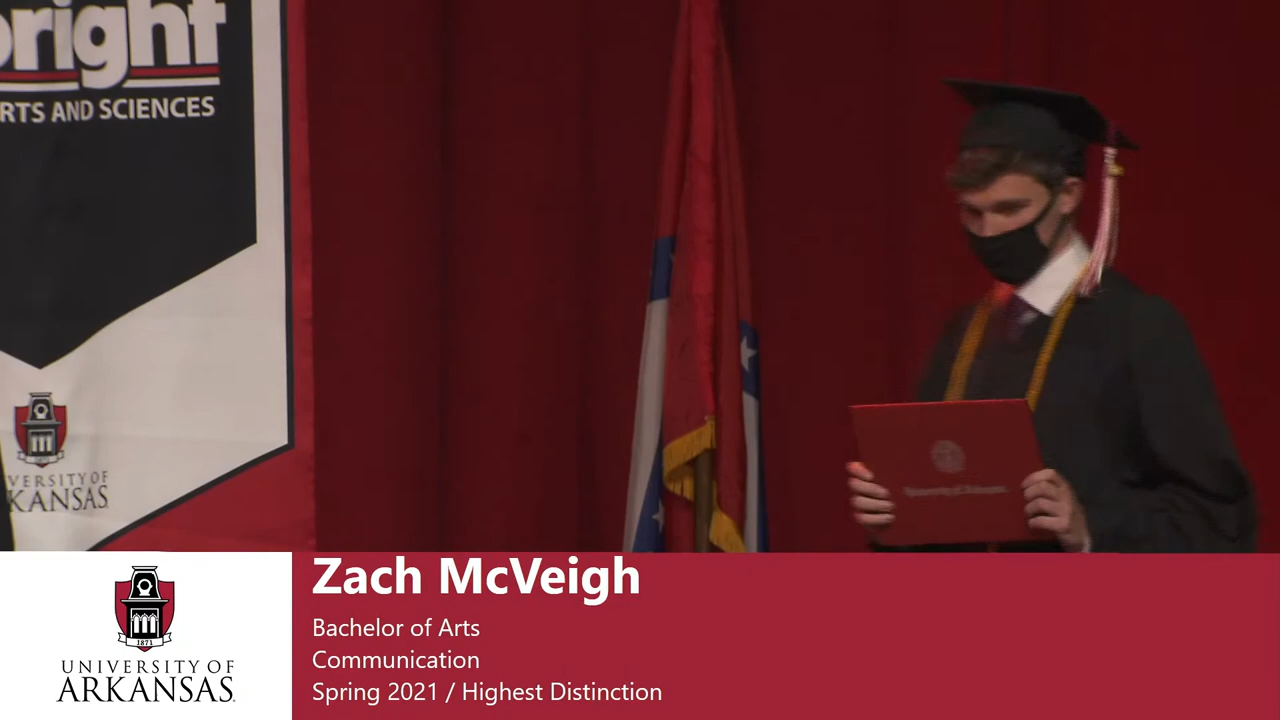 bright
RTS AND SCIENCES
VERSITY OF
KANSAS
Zach McVeigh
Bachelor of Arts
Communication
Spring 2021 / Highest Distinction
1871
UNIVERSITY OF
ARKANSAS